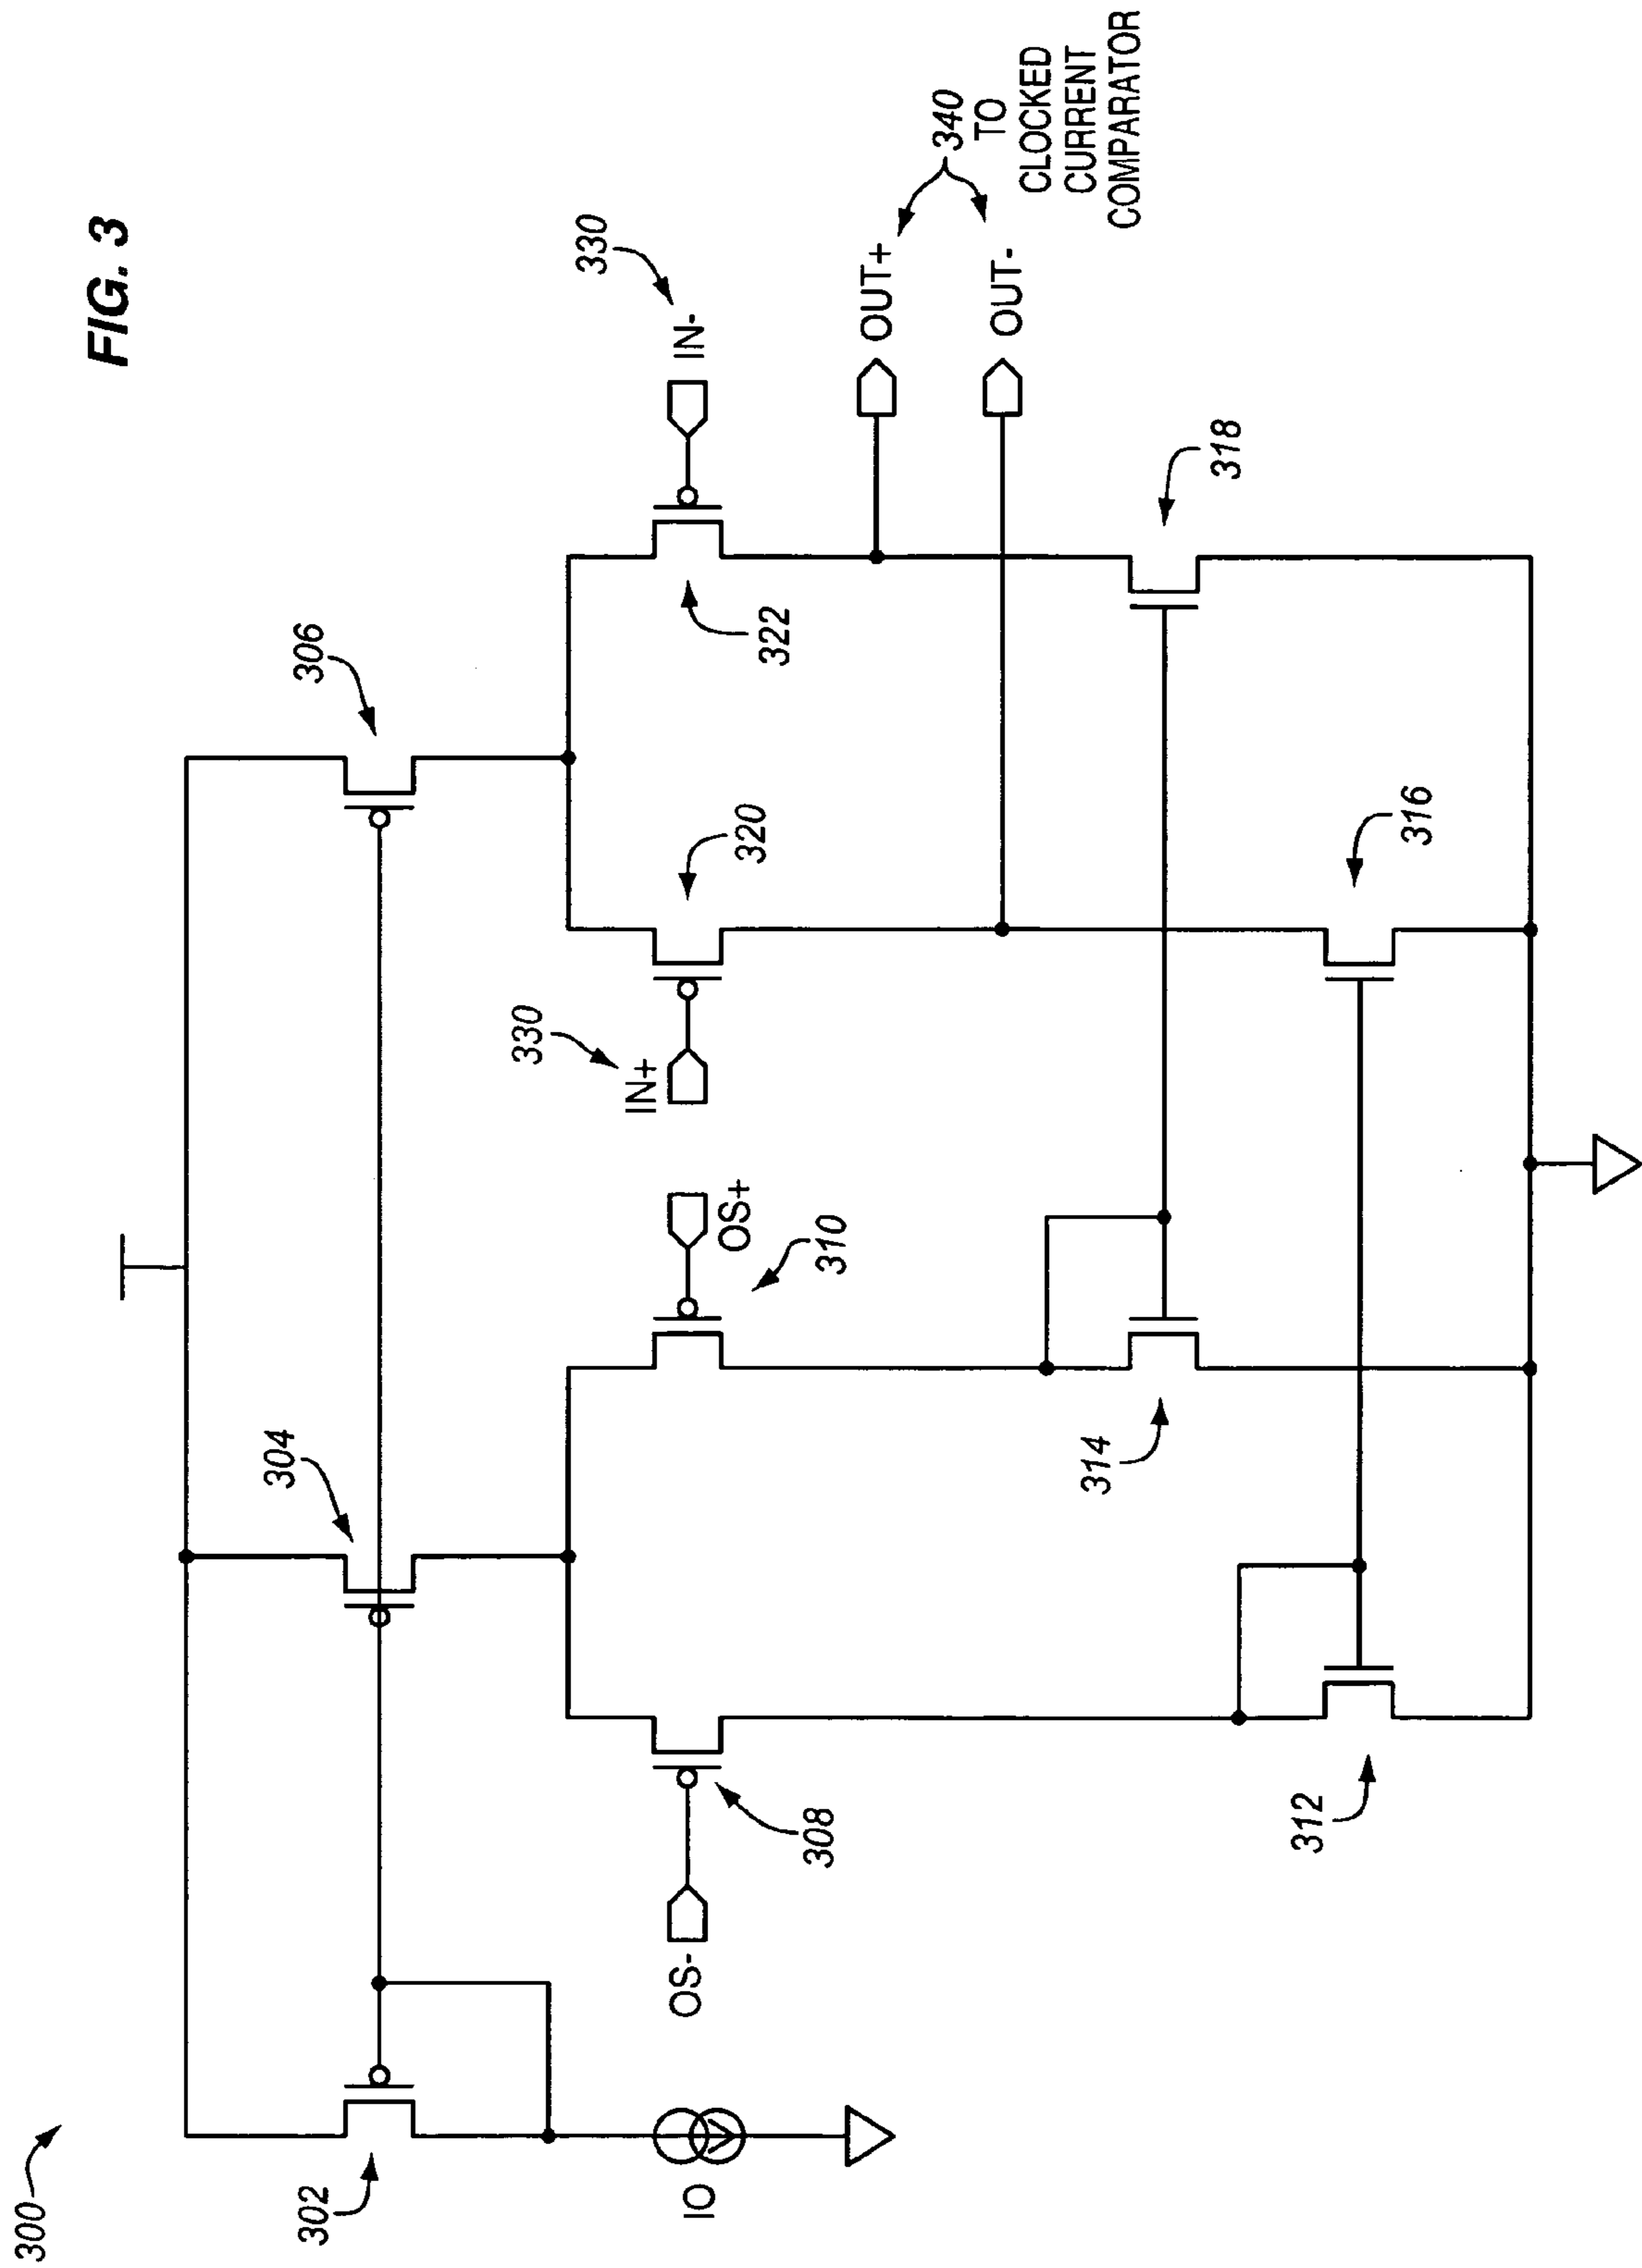 FIG. 3
300
302
304
306
IO
OS-
308
OS+
310
IN+
330
320
IN-
330
322
OUT+
OUT-
340
TO
CLOCKED
CURRENT
COMPARATOR
312
314
316
318